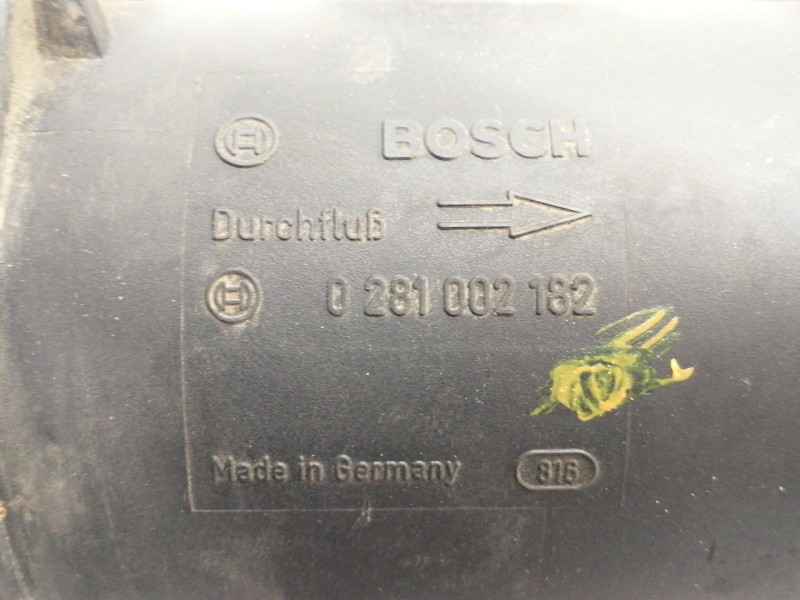 BOSCH
Durchfluß
0 281 002 182
Made in Germany 816